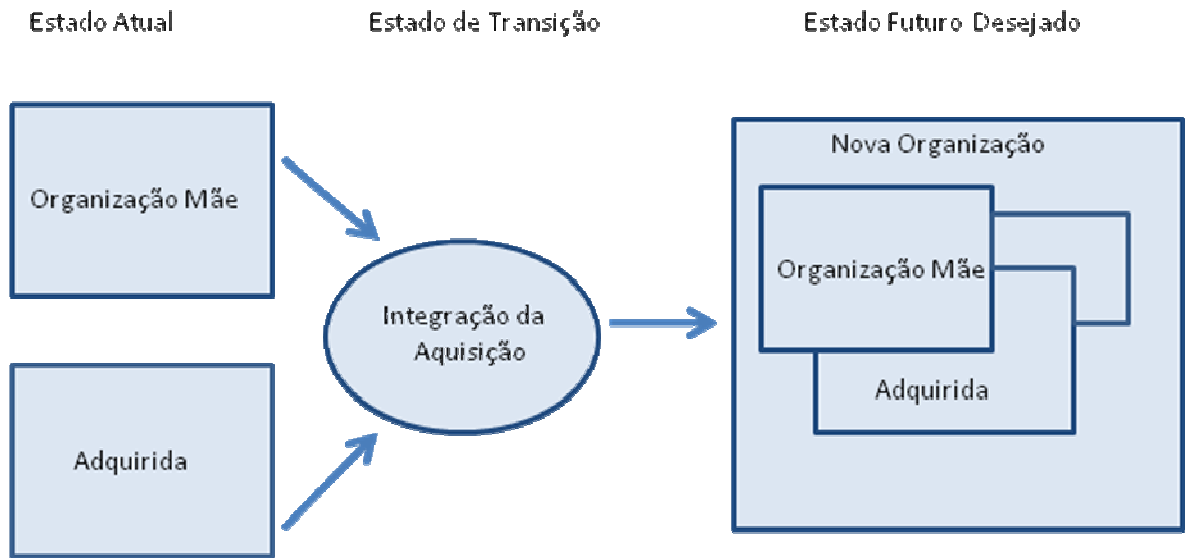 Estado Atual
Estado de Transição
Estado Futuro Desejado
Organização Mãe
Adquirida
Integração da
Aquisição
Nova Organização
Organização Mãe
Adquirida